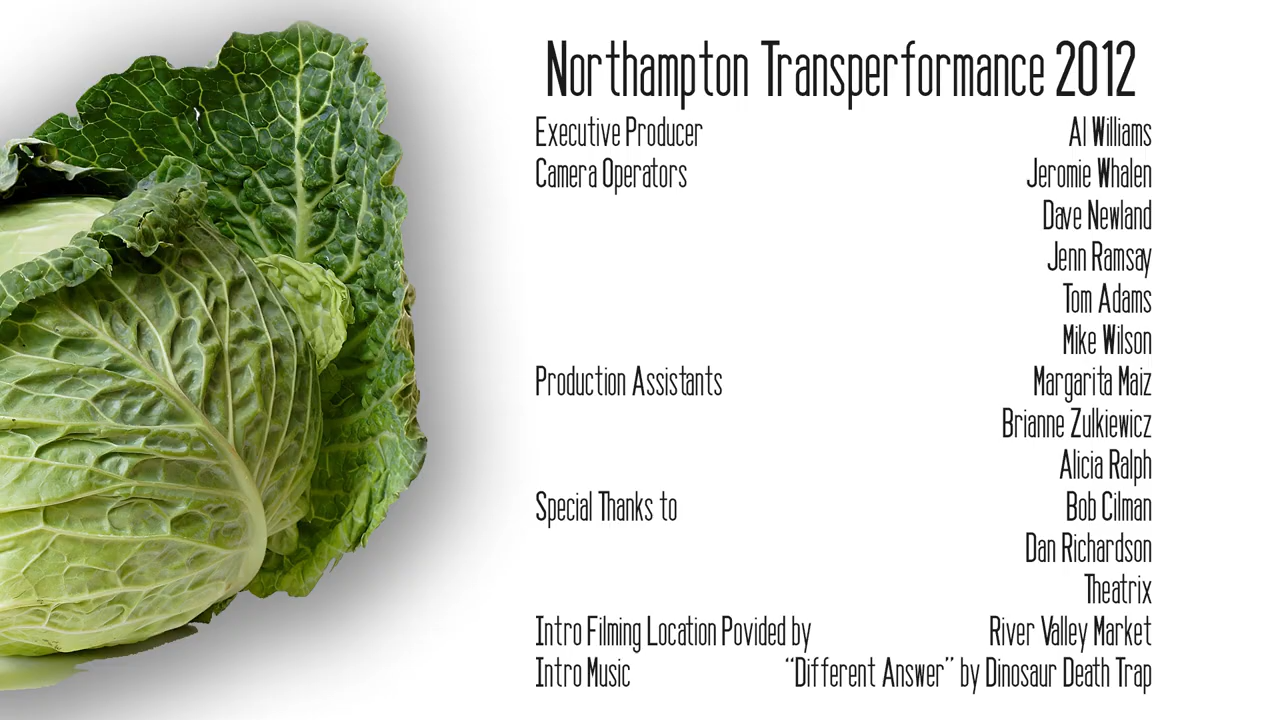 Northampton Transperformance 2012
Executive Producer Al Williams
Camera Operators Jeromie Whalen
Dave Newland
Jenn Ramsay
Tom Adams
Mike Wilson
Production Assistants Margarita Maiz
Brianne Zulkiewicz
Alicia Ralph
Special Thanks to Bob Cilman
Dan Richardson
Theatrix
Intro Filming Location Povided by River Valley Market
Intro Music “Different Answer” by Dinosaur Death Trap